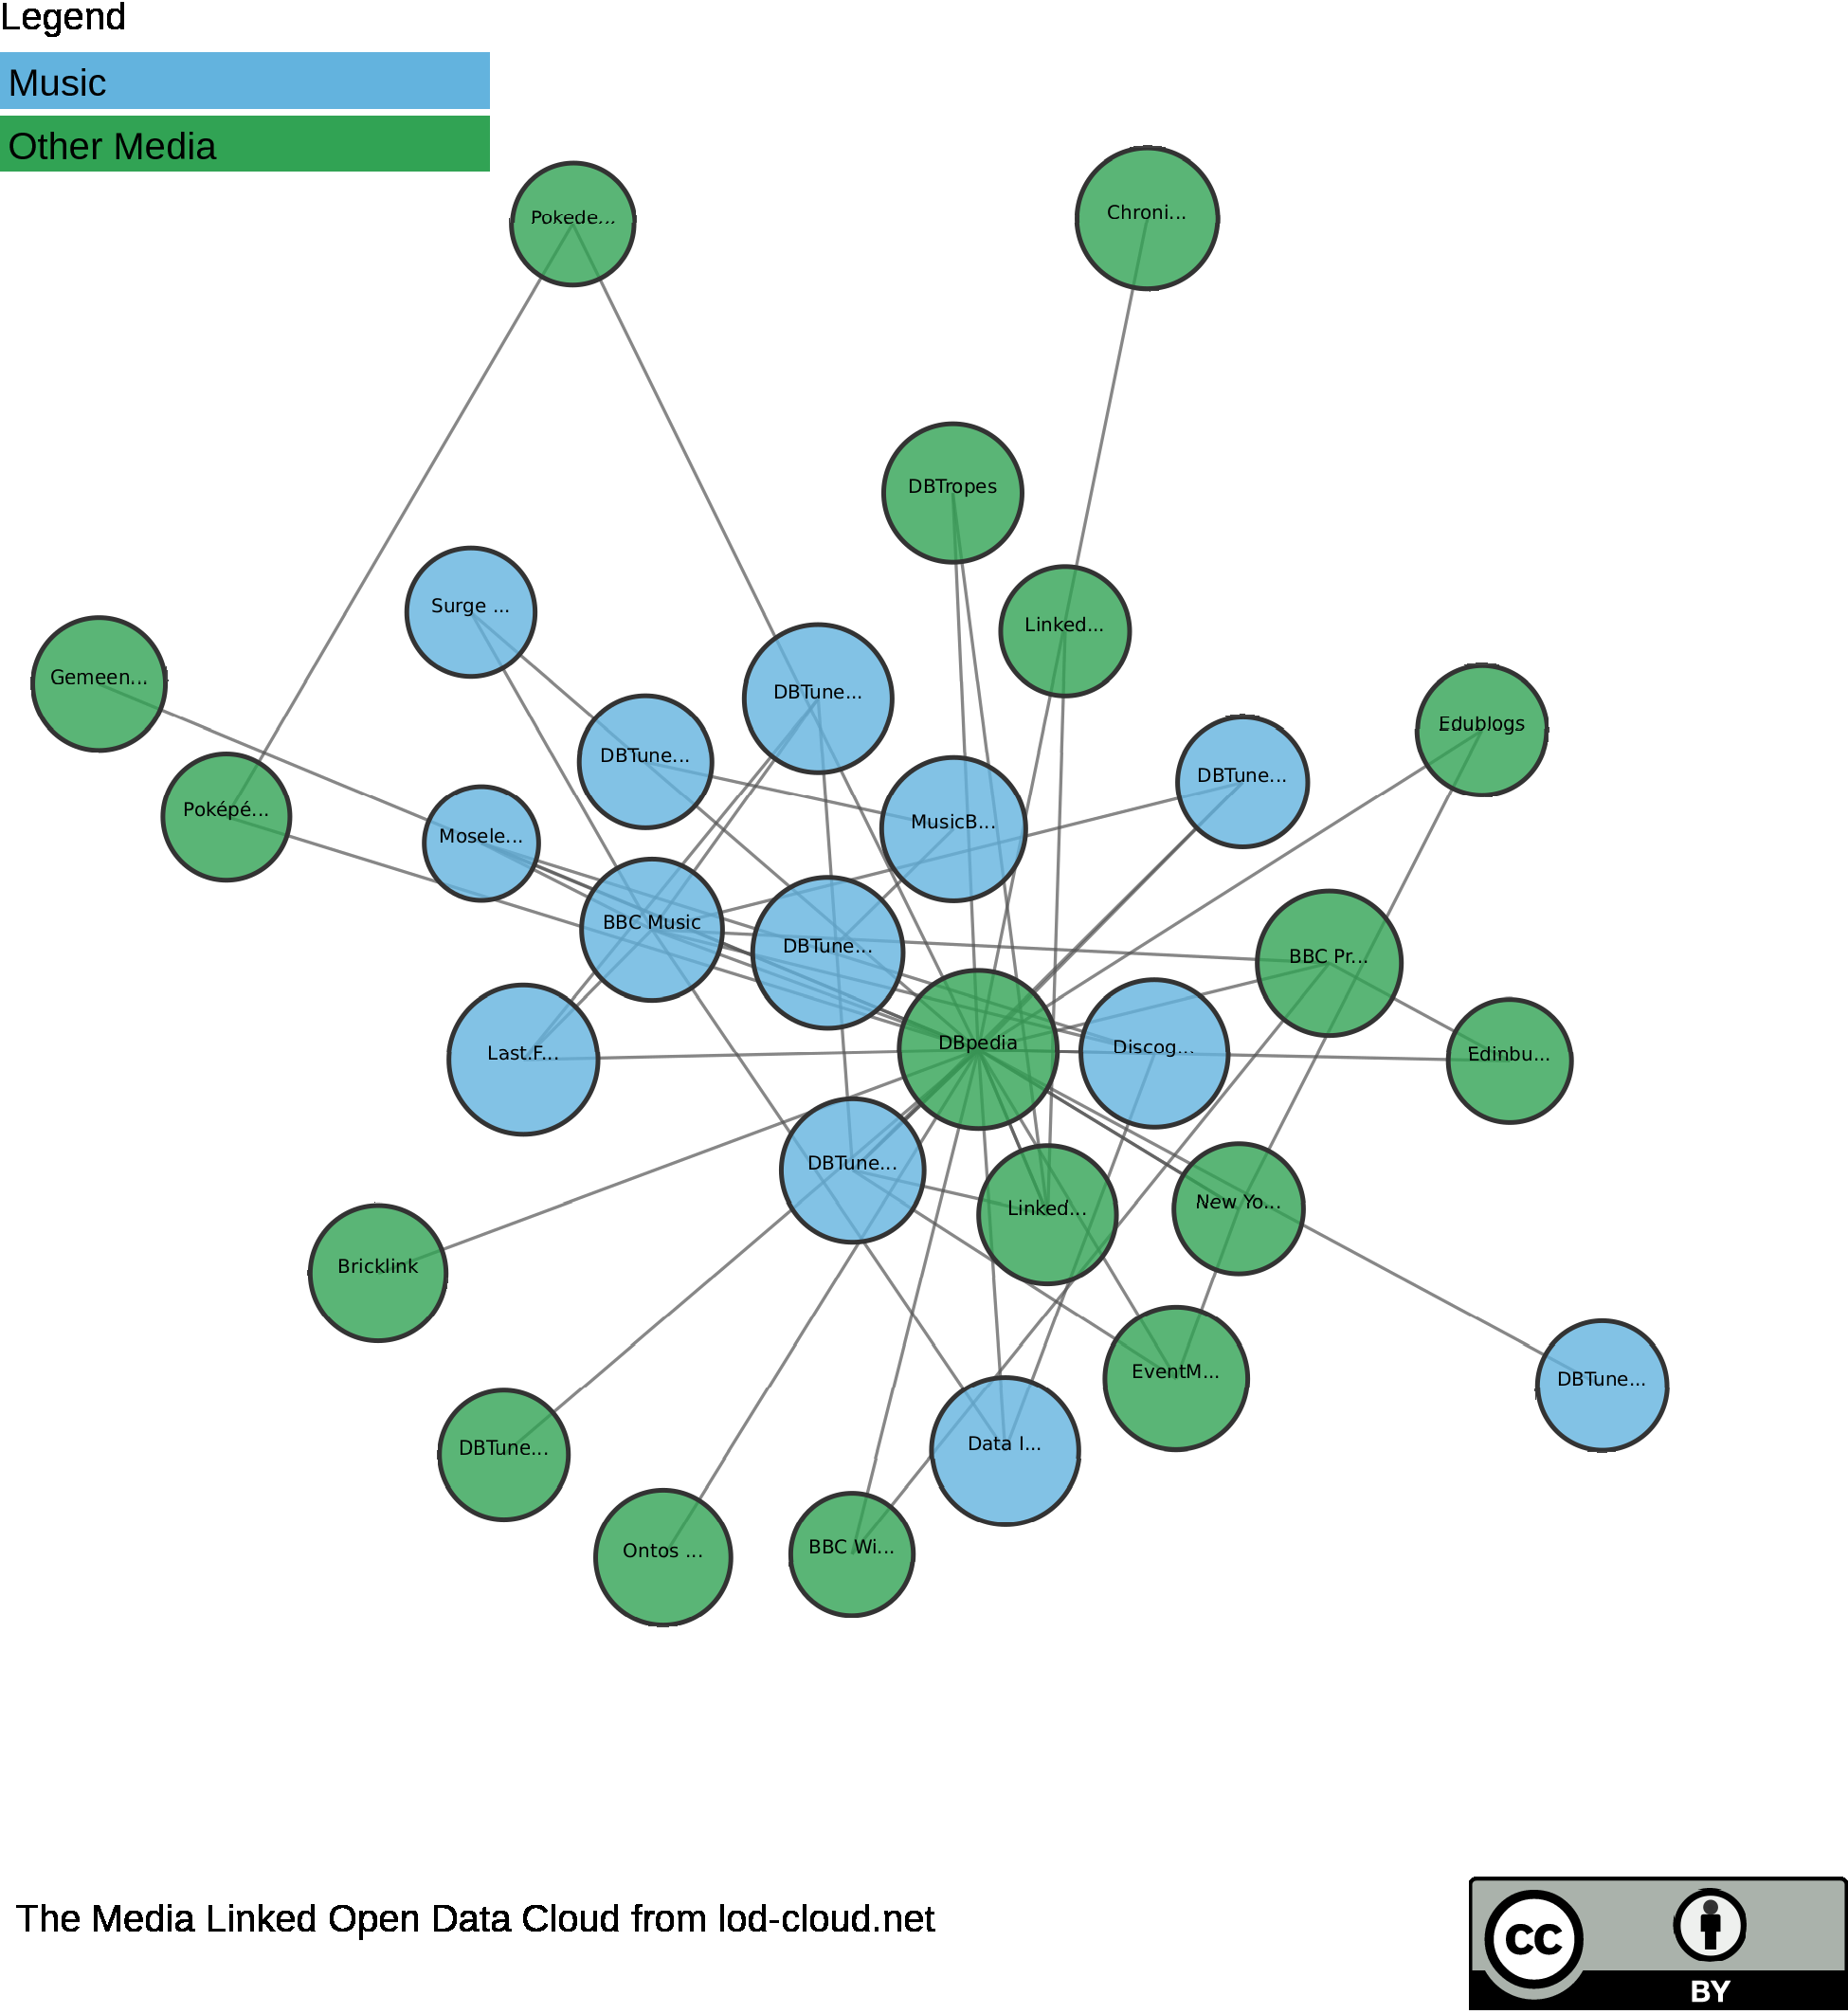 Legend
Music
Other Media
Pokede...
Chroni...
DBTropes
Surge ...
Linked...
Gemeen...
DBTune...
Edublogs
DBTune...
DBTune...
Poképé...
MusicB...
Mosele...
BBC Music
DBTune...
BBC Pr...
DBpedia
Discog...
Last.F...
Edinbu...
DBTune...
New Yo...
Linked...
Bricklink
EventM...
DBTune...
DBTune...
Data I...
Ontos ...
BBC Wi...
The Media Linked Open Data Cloud from lod-cloud.net
cc
BY